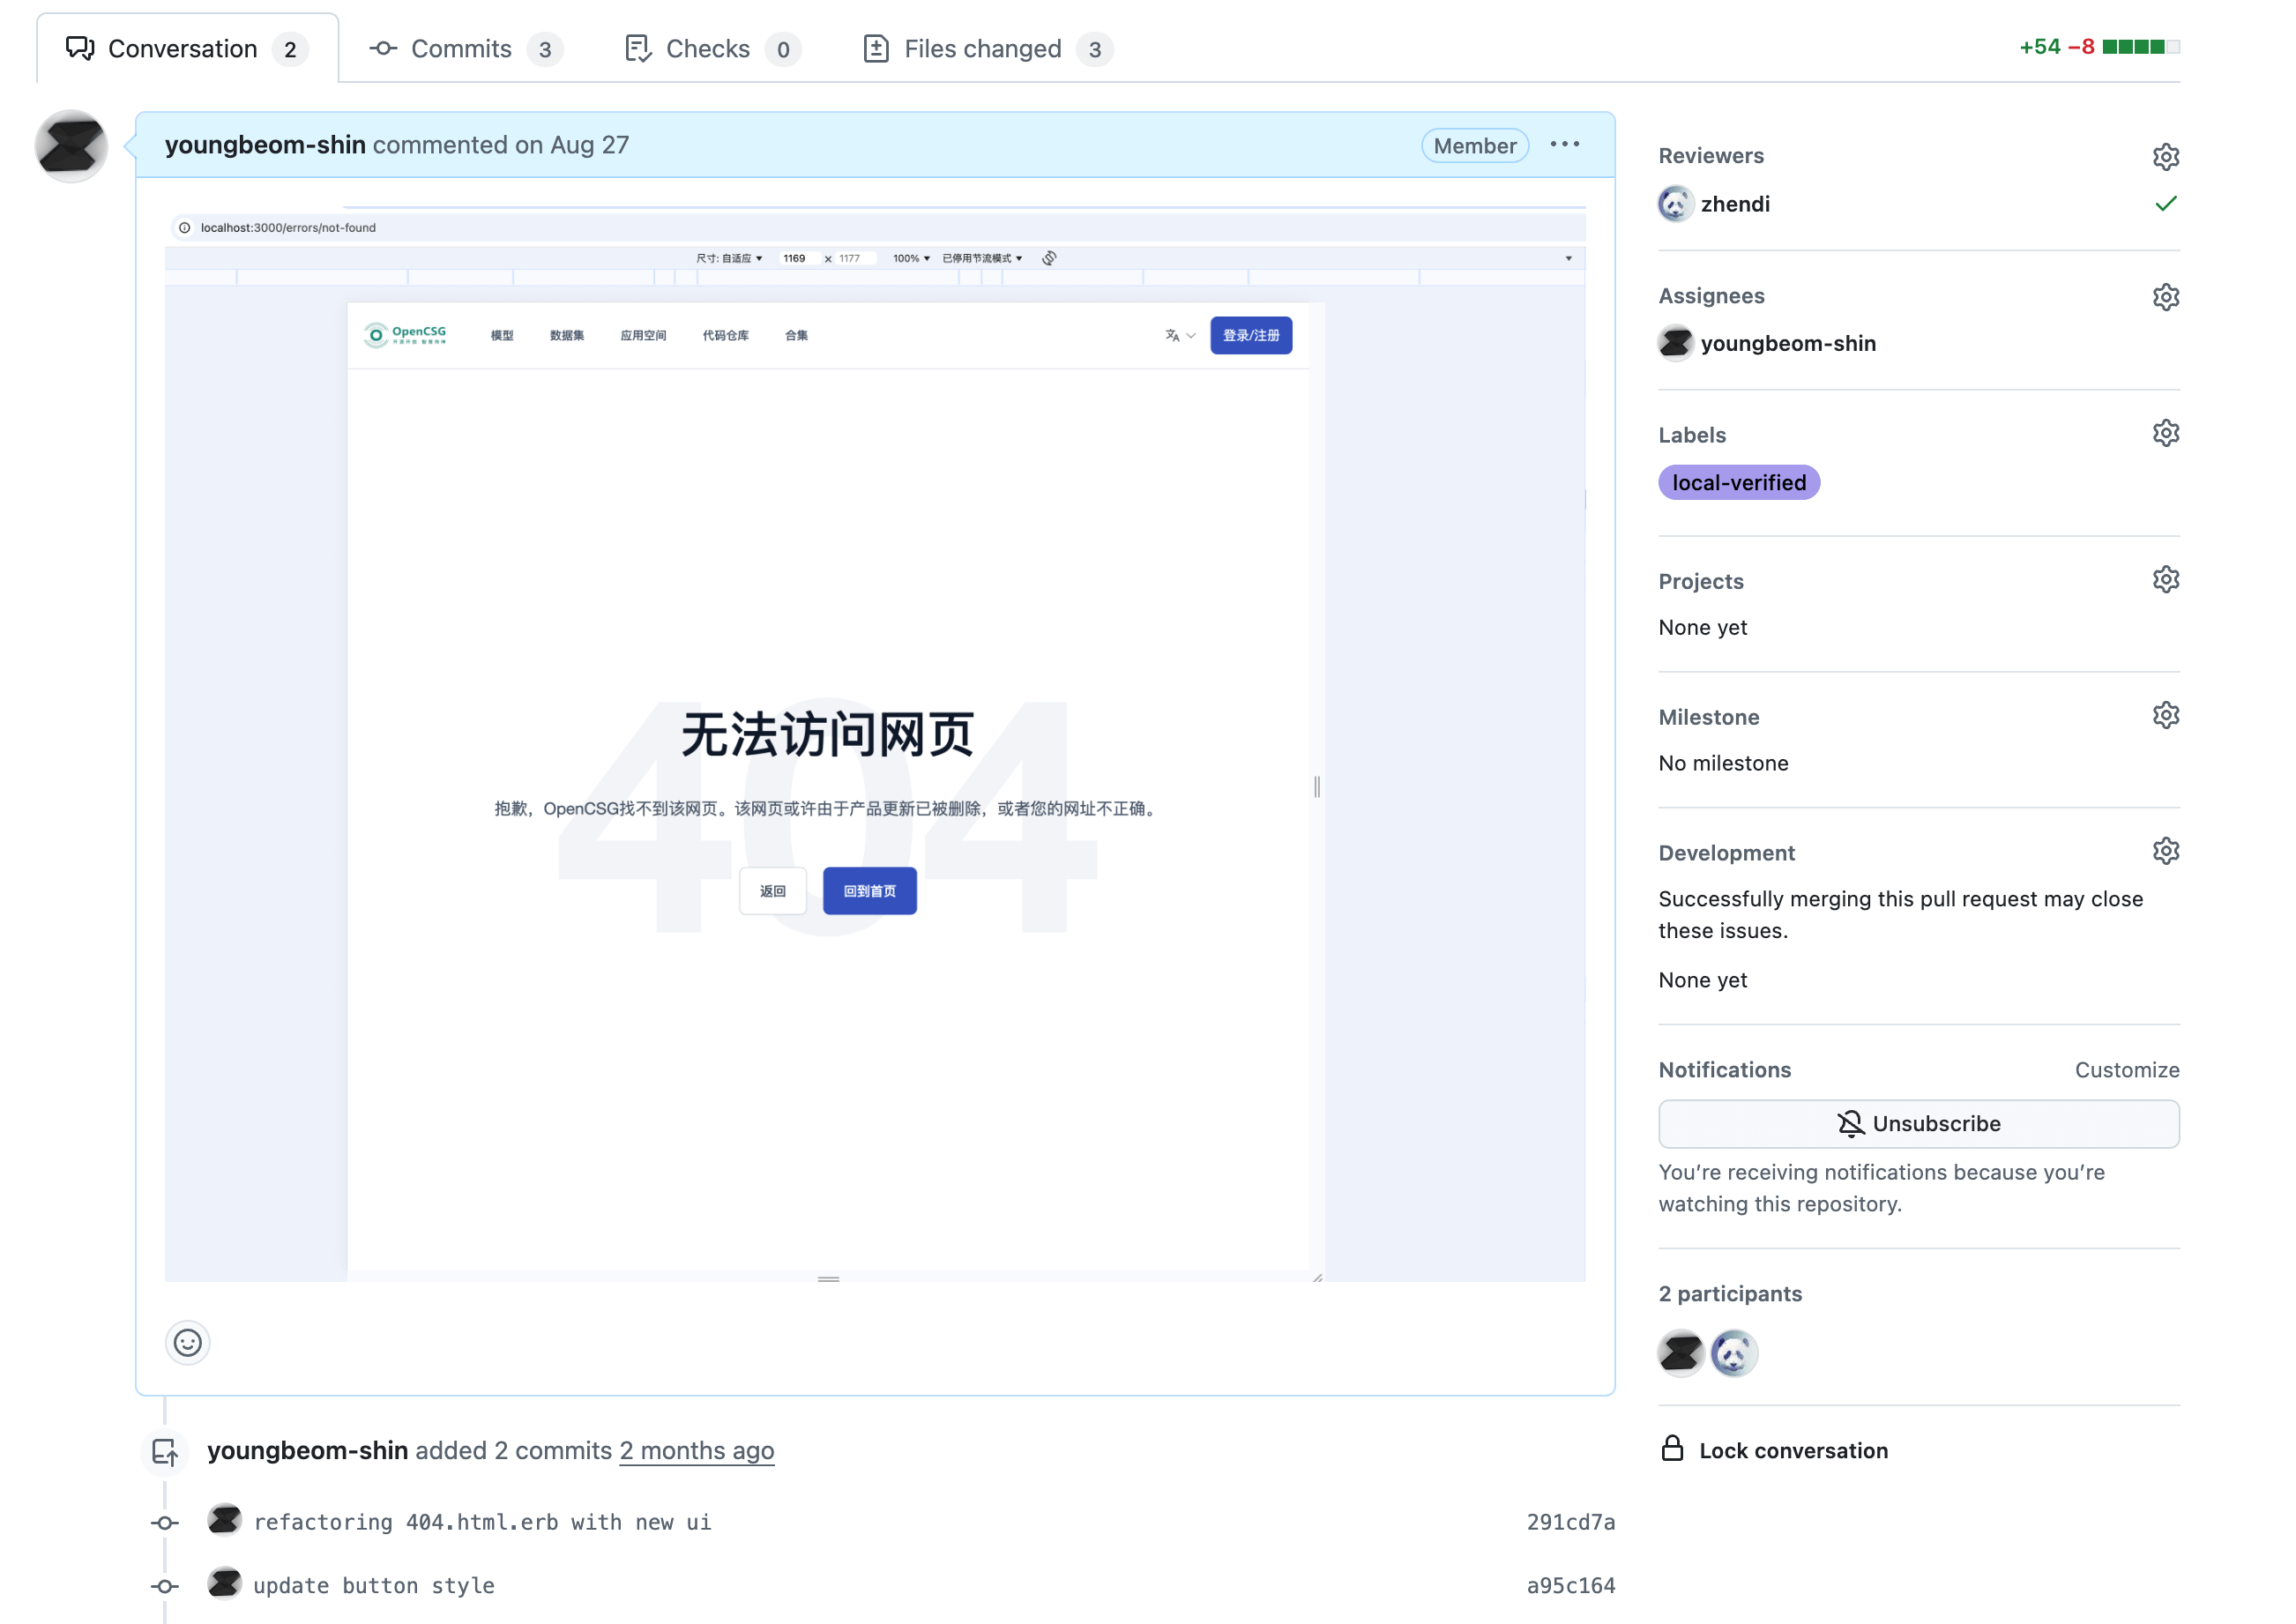 Conversation 2 Commits 3 Checks 0 Files changed 3 +54 −8
youngbeom-shin commented on Aug 27 Member
localhost:3000/errors/not-found
尺寸: 自适应 1169 × 1177 100% 已停用节流模式
OpenCSG 模型 数据集 应用空间 代码仓库 合集 登录/注册
404
无法访问网页
抱歉，OpenCSG找不到该网页。该网页或许由于产品更新已被删除，或者您的网址不正确。
返回 回到首页
youngbeom-shin added 2 commits 2 months ago
refactoring 404.html.erb with new ui 291cd7a
update button style a95c164
Reviewers
zhendi
Assignees
youngbeom-shin
Labels
local-verified
Projects
None yet
Milestone
No milestone
Development
Successfully merging this pull request may close
these issues.
None yet
Notifications Customize
Unsubscribe
You’re receiving notifications because you’re
watching this repository.
2 participants
Lock conversation